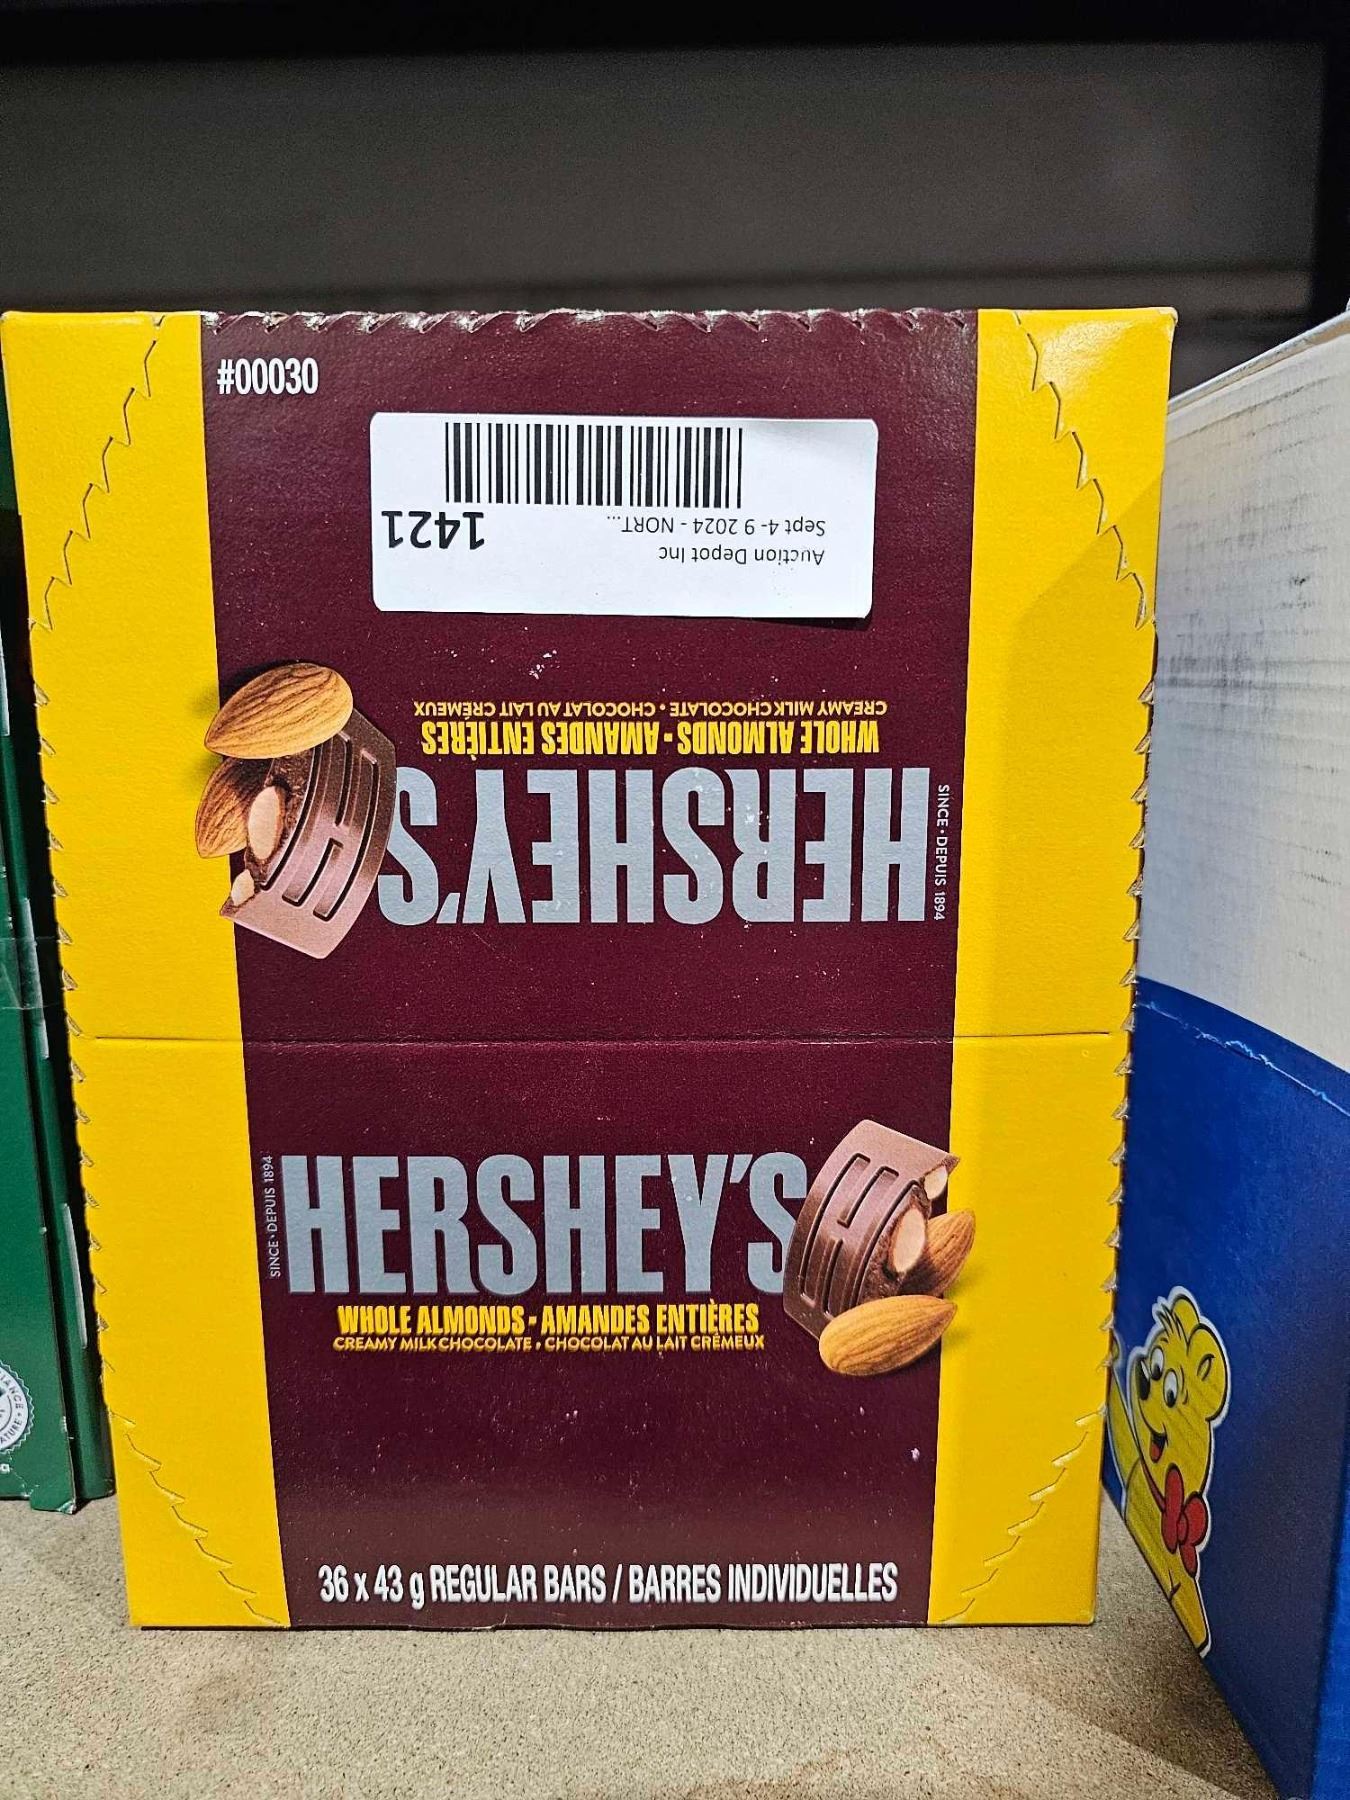 #00030
Auction Depot Inc
Sept 4 - 9 2024 - NORT...
1421
CREAMY MILK CHOCOLATE • CHOCOLAT AU LAIT CRÉMEUX
WHOLE ALMONDS - AMANDES ENTIÈRES
HERSHEY'S
SINCE • DEPUIS 1894
SINCE • DEPUIS 1894
HERSHEY'S
WHOLE ALMONDS - AMANDES ENTIÈRES
CREAMY MILK CHOCOLATE • CHOCOLAT AU LAIT CRÉMEUX
36 x 43 g REGULAR BARS / BARRES INDIVIDUELLES